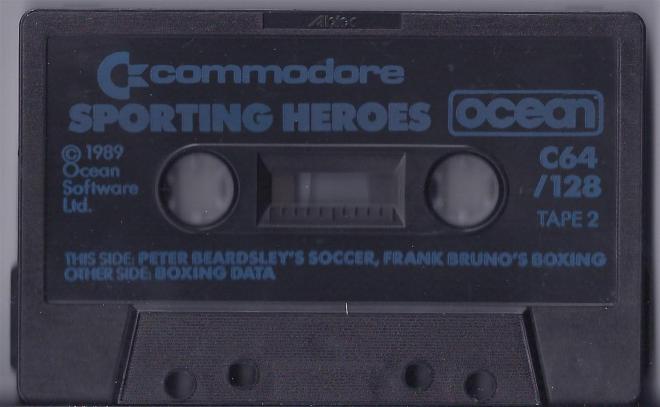 commodore
SPORTING HEROES
ocean
© 1989
Ocean
Software
Ltd.
C64
/128
TAPE 2
THIS SIDE: PETER BEARDSLEY'S SOCCER, FRANK BRUNO'S BOXING
OTHER SIDE: BOXING DATA